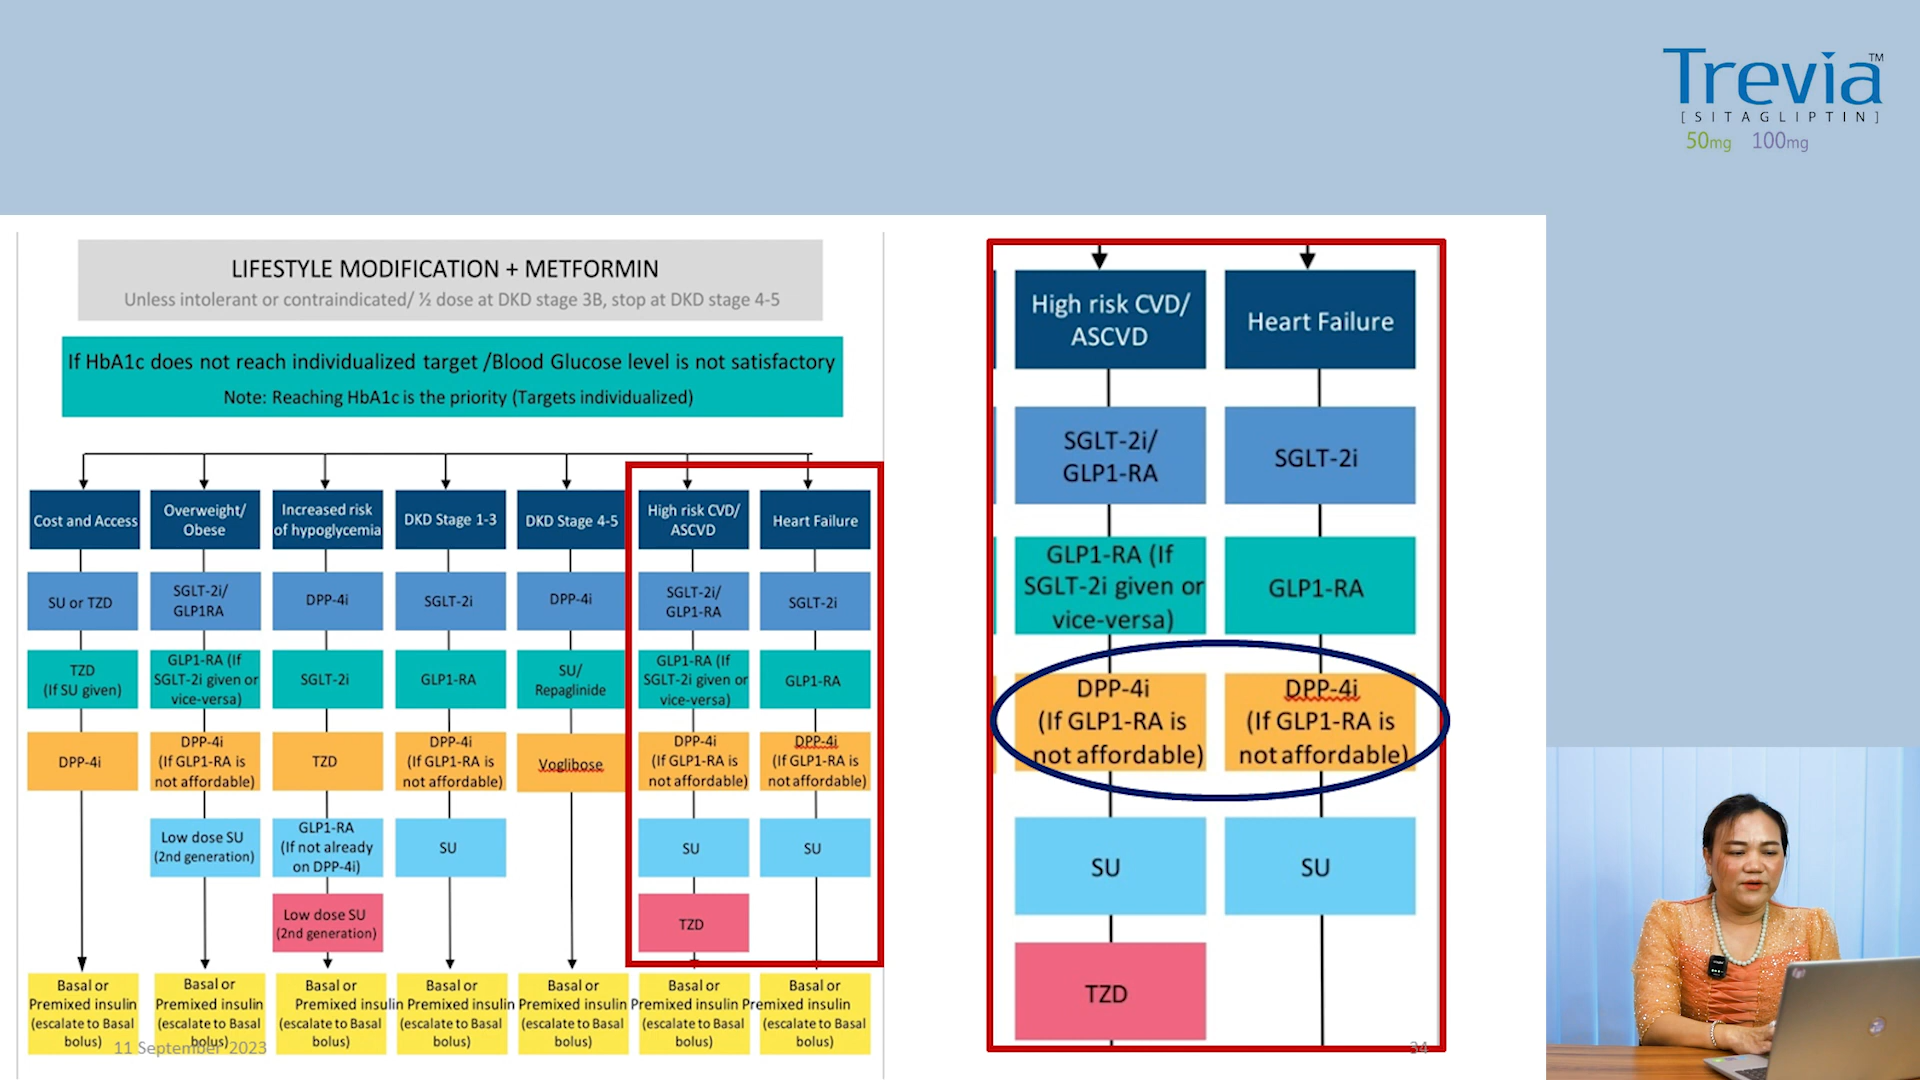 Trevia™
[SITAGLIPTIN]
50mg 100mg
LIFESTYLE MODIFICATION + METFORMIN
Unless intolerant or contraindicated/ ½ dose at DKD stage 3B, stop at DKD stage 4-5
If HbA1c does not reach individualized target /Blood Glucose level is not satisfactory
Note: Reaching HbA1c is the priority (Targets individualized)
Cost and Access
SU or TZD
TZD
(If SU given)
DPP-4i
Basal or
Premixed insulin
(escalate to Basal
bolus)
Overweight/
Obese
SGLT-2i/
GLP1RA
GLP1-RA (If
SGLT-2i given or
vice-versa)
DPP-4i
(If GLP1-RA is
not affordable)
Low dose SU
(2nd generation)
Basal or
Premixed insulin
(escalate to Basal
bolus)
Increased risk
of hypoglycemia
DPP-4i
SGLT-2i
TZD
GLP1-RA
(If not already
on DPP-4i)
Low dose SU
(2nd generation)
Basal or
Premixed insulin
(escalate to Basal
bolus)
DKD Stage 1-3
SGLT-2i
GLP1-RA
DPP-4i
(If GLP1-RA is
not affordable)
SU
Basal or
Premixed insulin
(escalate to Basal
bolus)
DKD Stage 4-5
DPP-4i
SU/
Repaglinide
Voglibose
Basal or
Premixed insulin
(escalate to Basal
bolus)
High risk CVD/
ASCVD
SGLT-2i/
GLP1-RA
GLP1-RA (If
SGLT-2i given or
vice-versa)
DPP-4i
(If GLP1-RA is
not affordable)
SU
TZD
Basal or
Premixed insulin
(escalate to Basal
bolus)
Heart Failure
SGLT-2i
GLP1-RA
DPP-4i
(If GLP1-RA is
not affordable)
SU
Basal or
Premixed insulin
(escalate to Basal
bolus)
11 September 2023
High risk CVD/
ASCVD
SGLT-2i/
GLP1-RA
GLP1-RA (If
SGLT-2i given or
vice-versa)
DPP-4i
(If GLP1-RA is
not affordable)
SU
TZD
Heart Failure
SGLT-2i
GLP1-RA
DPP-4i
(If GLP1-RA is
not affordable)
SU
34